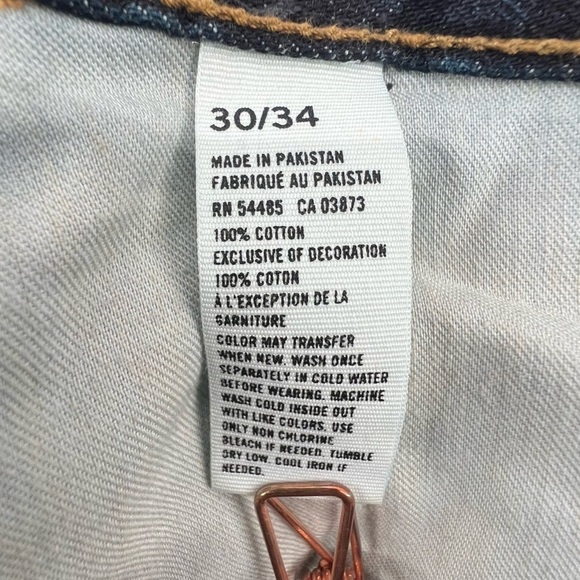 30/34
MADE IN PAKISTAN
FABRIQUÉ AU PAKISTAN
RN 54485 CA 03873
100% COTTON
EXCLUSIVE OF DECORATION
100% COTON
À L'EXCEPTION DE LA
GARNITURE
COLOR MAY TRANSFER
WHEN NEW. WASH ONCE
SEPARATELY IN COLD WATER
BEFORE WEARING. MACHINE
WASH COLD INSIDE OUT
WITH LIKE COLORS. USE
ONLY NON CHLORINE
BLEACH IF NEEDED. TUMBLE
DRY LOW. COOL IRON IF
NEEDED.